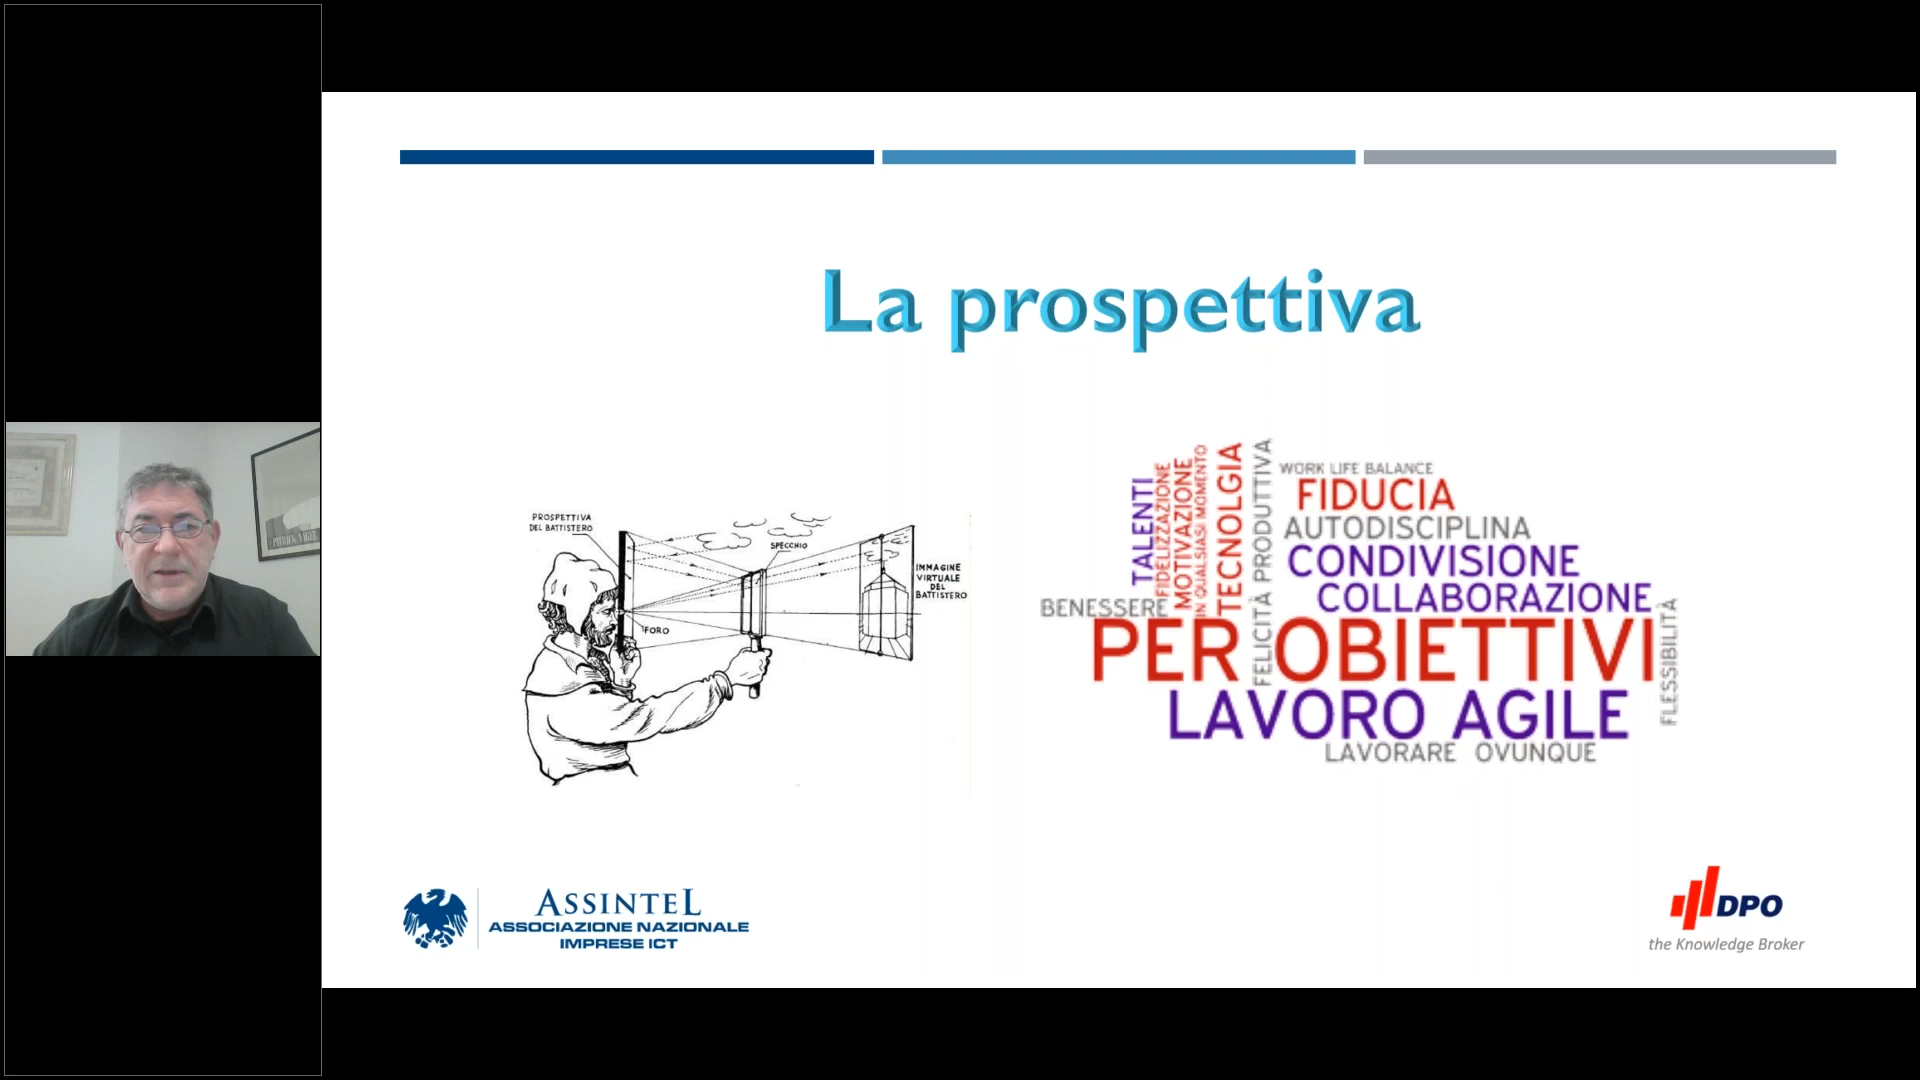 La prospettiva
PROSPETTIVA
DEL BATTISTERO
SPECCHIO
IMMAGINE
VIRTUALE
DEL
BATTISTERO
FORO
TALENTI
FIDELIZZAZIONE
MOTIVAZIONE
IN QUALSIASI MOMENTO
TECNOLGIA
FELICITÀ PRODUTTIVA
WORK LIFE BALANCE
FIDUCIA
AUTODISCIPLINA
CONDIVISIONE
COLLABORAZIONE
BENESSERE
PER OBIETTIVI
FLESSIBILITÀ
LAVORO AGILE
LAVORARE OVUNQUE
ASSINTEL
ASSOCIAZIONE NAZIONALE
IMPRESE ICT
DPO
the Knowledge Broker
PATRICK NAGEL